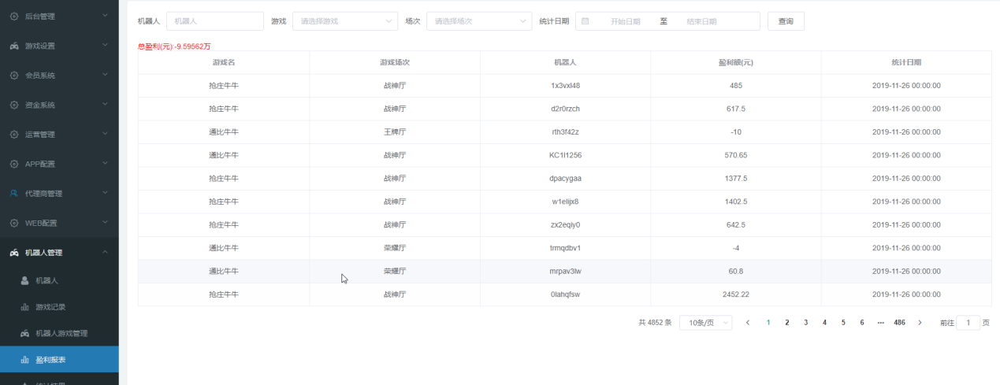 后台管理
游戏设置
会员系统
资金系统
运营管理
APP配置
代理商管理
WEB配置
机器人管理
机器人
游戏记录
机器人游戏管理
盈利报表
机器人 机器人 游戏 请选择游戏 场次 请选择场次 统计日期 开始日期 至 结束日期 查询
总盈利(元):-9.59562万
游戏名 游戏场次 机器人 盈利额(元) 统计日期
抢庄牛牛 战神厅 1x3vxl48 485 2019-11-26 00:00:00
抢庄牛牛 战神厅 d2r0rzch 617.5 2019-11-26 00:00:00
通比牛牛 王牌厅 rth3f42z -10 2019-11-26 00:00:00
通比牛牛 战神厅 KC1I1256 570.65 2019-11-26 00:00:00
抢庄牛牛 战神厅 dpacygaa 1377.5 2019-11-26 00:00:00
抢庄牛牛 战神厅 w1elijx8 1402.5 2019-11-26 00:00:00
抢庄牛牛 战神厅 zx2eqiy0 642.5 2019-11-26 00:00:00
通比牛牛 荣耀厅 trmqdbv1 -4 2019-11-26 00:00:00
通比牛牛 荣耀厅 mrpav3lw 60.8 2019-11-26 00:00:00
抢庄牛牛 战神厅 0lahqfsw 2452.22 2019-11-26 00:00:00
共 4852 条 10条/页 1 2 3 4 5 6 ··· 486 前往 1 页